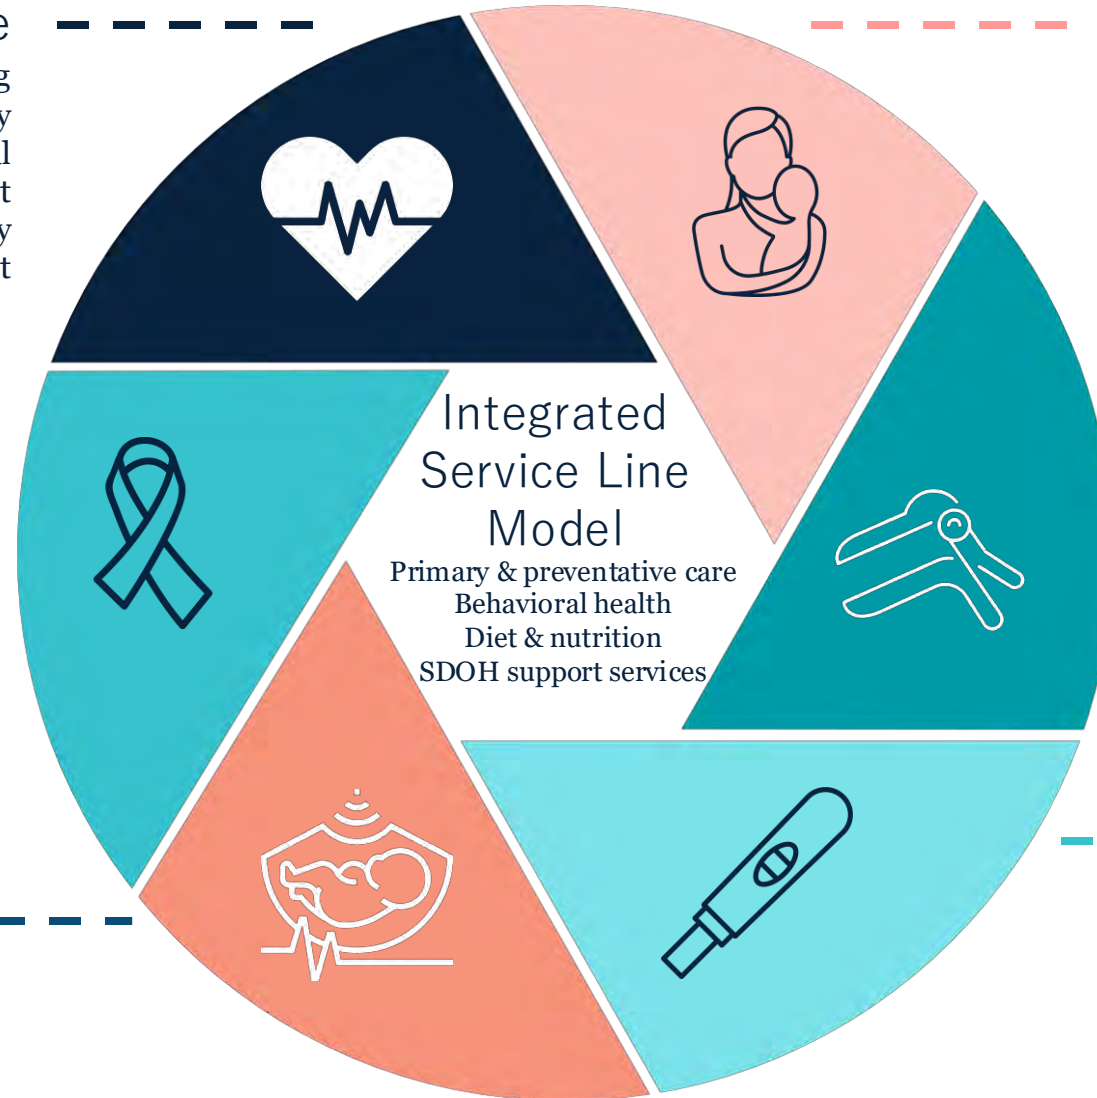 Integrated
Service Line
Model
Primary & preventative care
Behavioral health
Diet & nutrition
SDOH support services